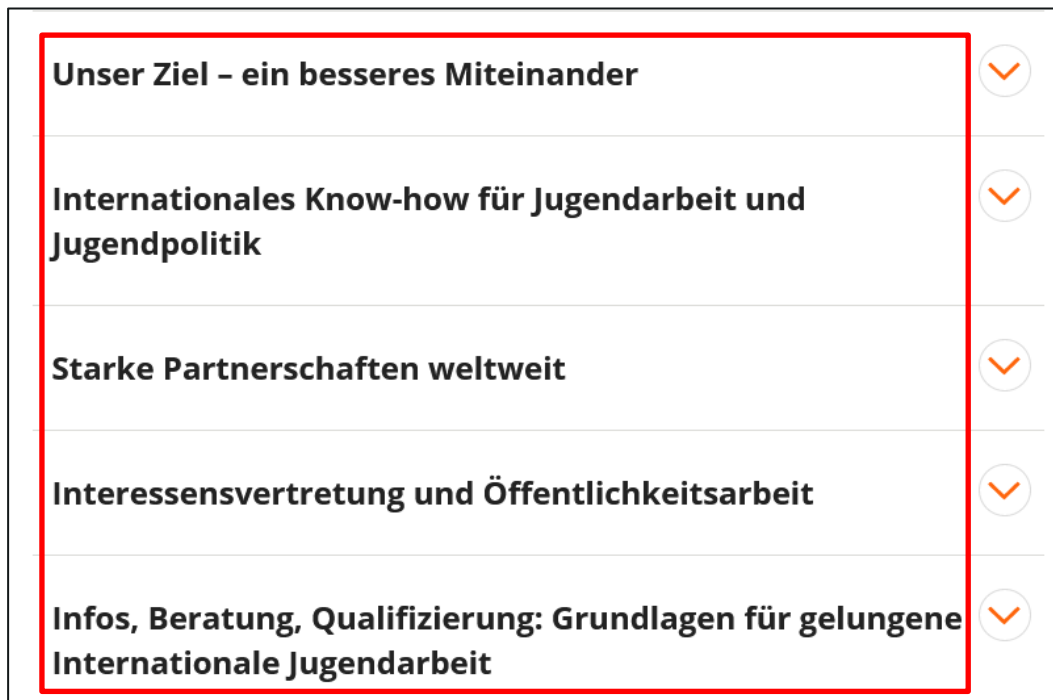 Unser Ziel – ein besseres Miteinander
Internationales Know-how für Jugendarbeit und
Jugendpolitik
Starke Partnerschaften weltweit
Interessensvertretung und Öffentlichkeitsarbeit
Infos, Beratung, Qualifizierung: Grundlagen für gelungene
Internationale Jugendarbeit